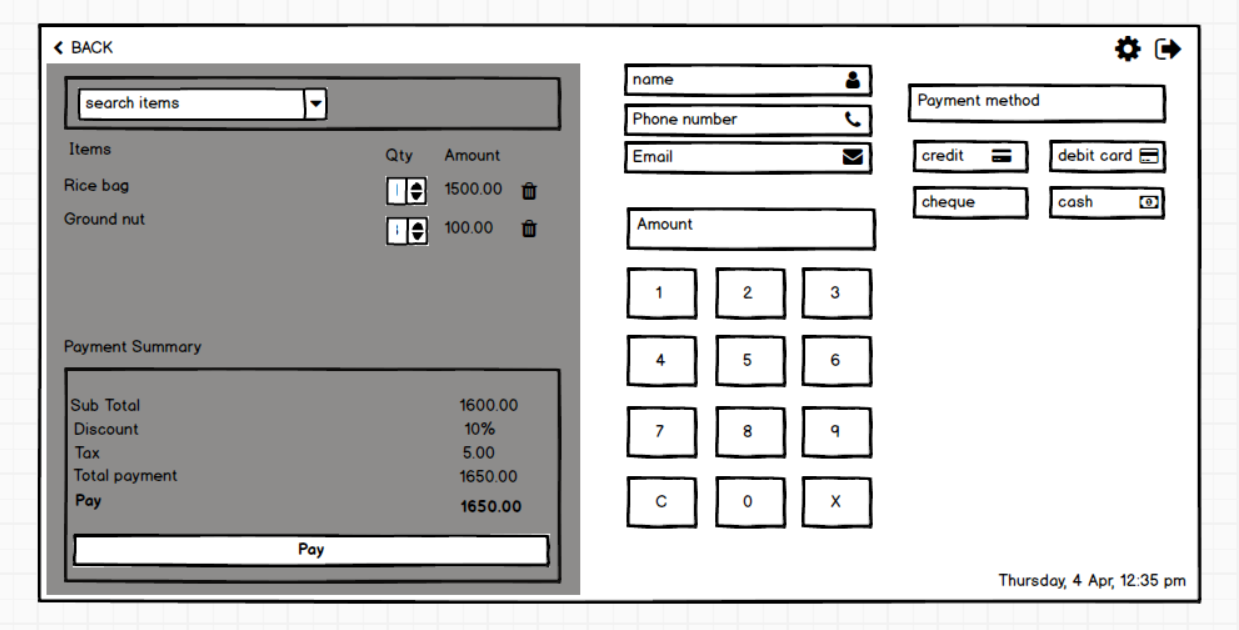 BACK
search items
Items
Qty Amount
Rice bag
1500.00
Ground nut
100.00
Payment Summary
Sub Total 1600.00
Discount 10%
Tax 5.00
Total payment 1650.00
Pay 1650.00
Pay
name
Phone number
Email
Amount
1 2 3
4 5 6
7 8 9
C 0 X
Payment method
credit debit card
cheque cash
Thursday, 4 Apr, 12:35 pm